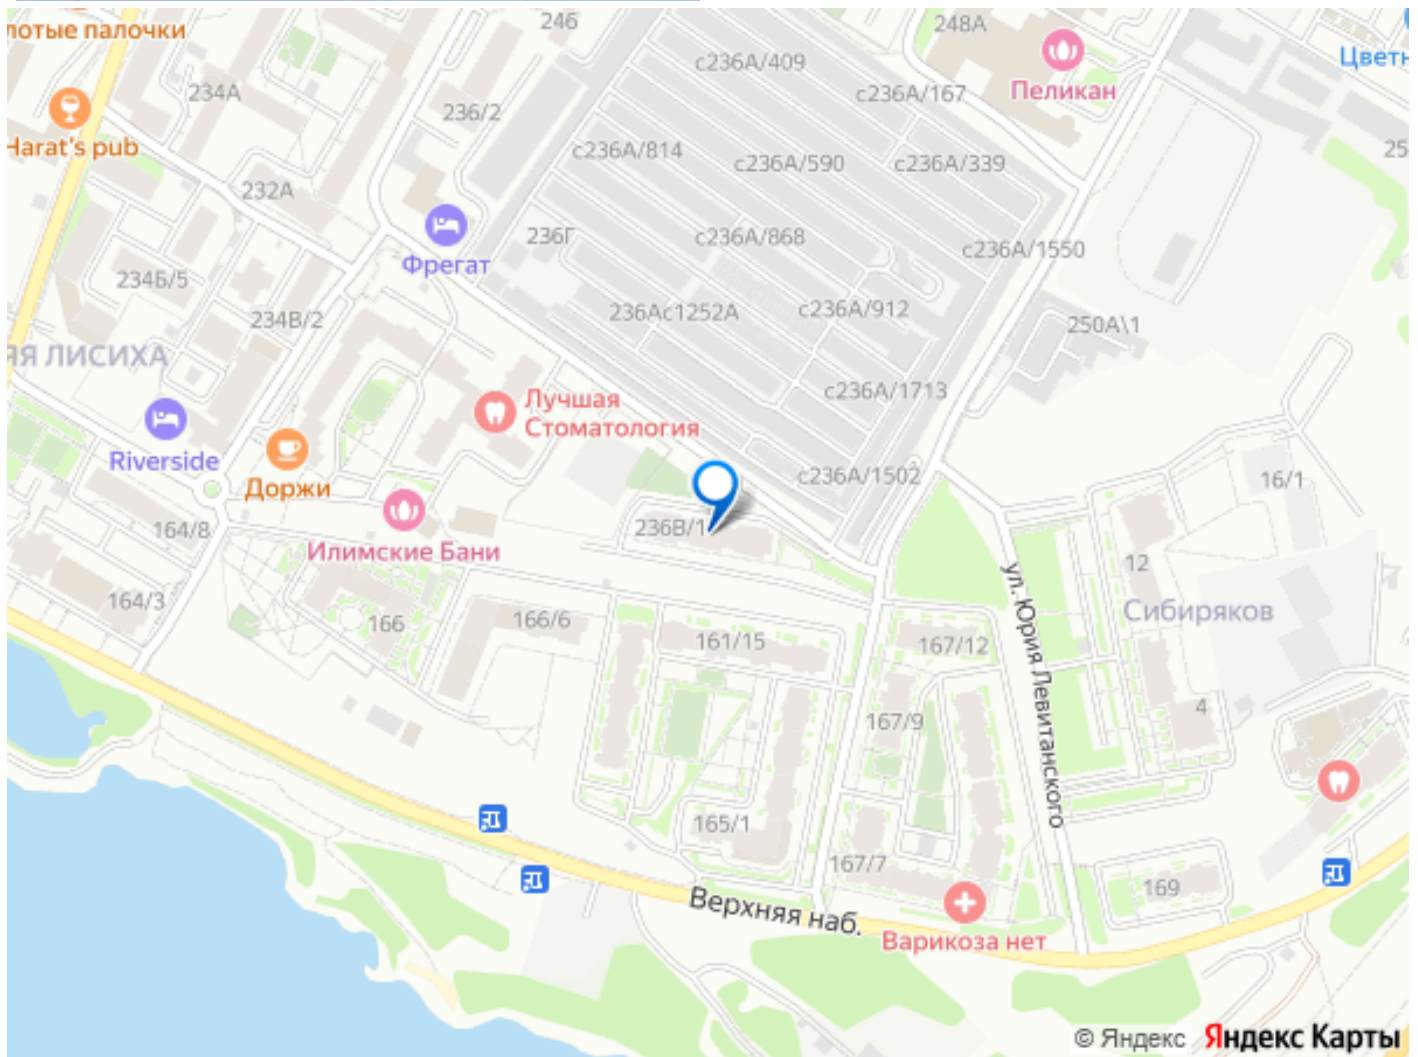 лотые палочки
246
248А
Цветн
с236А/409
Пеликан
234А
236/2
с236А/167
Harat's pub
с236А/814
с236А/590
с236А/339
25
232А
236Г
с236А/868
с236А/1550
Фрегат
234Б/5
234В/2
236Ас1252А
с236А/912
250А\1
ЯЯ ЛИСИХА
Лучшая
Стоматология
с236А/1713
Riverside
Доржи
с236А/1502
16/1
164/8
236В/1
Илимские Бани
12
164/3
166
166/6
161/15
167/12
Сибиряков
ул. Юрия Левитанского
167/9
4
165/1
167/7
169
Верхняя наб.
Варикоза нет
© Яндекс Яндекс Карты